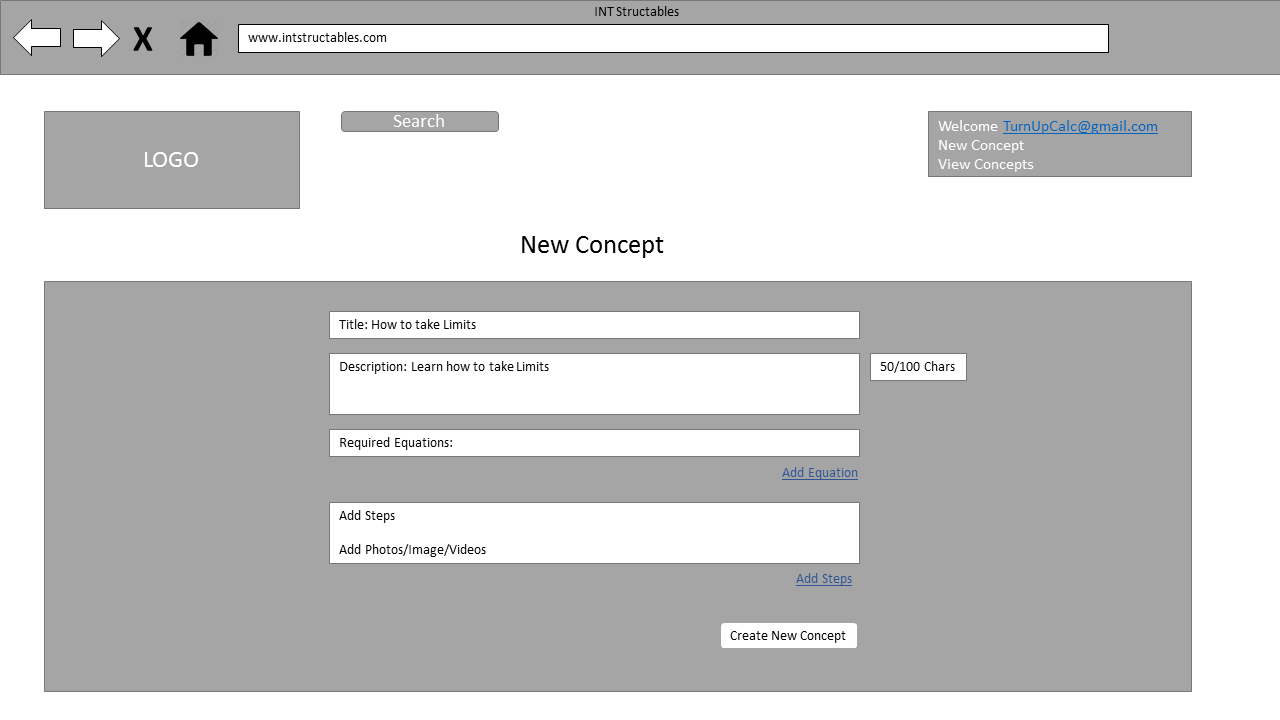 INT Structables
X
www.intstructables.com
LOGO
Search
Welcome TurnUpCalc@gmail.com
New Concept
View Concepts
New Concept
Title: How to take Limits
Description: Learn how to take Limits
50/100 Chars
Required Equations:
Add Equation
Add Steps
Add Photos/Image/Videos
Add Steps
Create New Concept